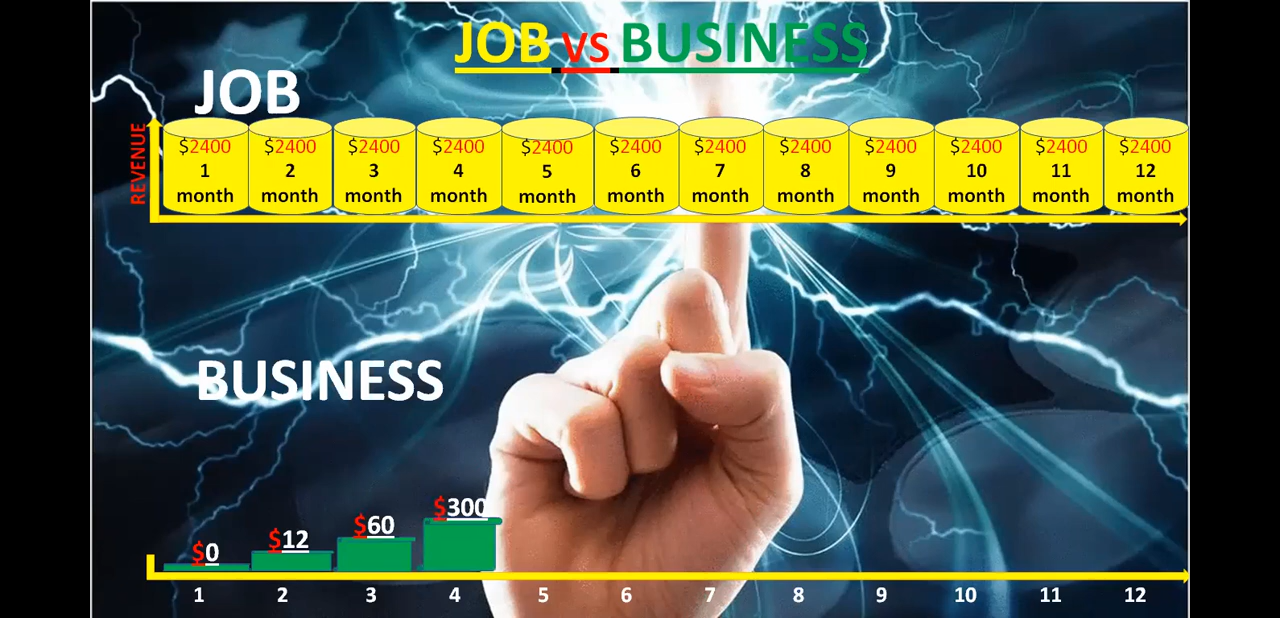 JOB VS BUSINESS
JOB
REVENUE
$2400 $2400 $2400 $2400 $2400 $2400 $2400 $2400 $2400 $2400 $2400 $2400
1 2 3 4 5 6 7 8 9 10 11 12
month month month month month month month month month month month month
BUSINESS
$0 $12 $60 $300
1 2 3 4 5 6 7 8 9 10 11 12